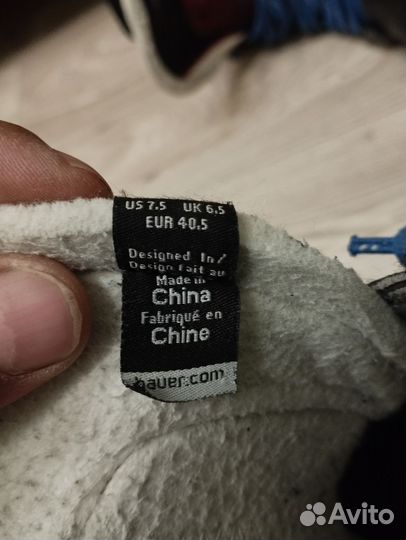 US 7.5 UK 6.5
EUR 40.5
Designed In/
Design Fait au
Made in
China
Fabriqué en
Chine
bauer.com
Avito